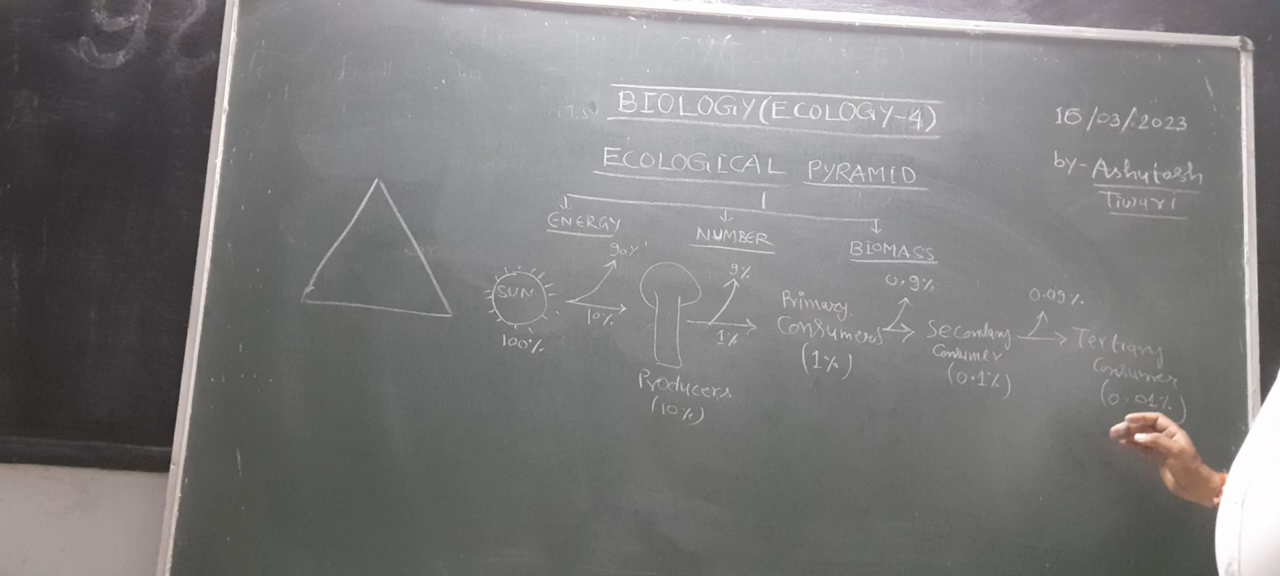 BIOLOGY(ECOLOGY-4)
16/03/2023
by-Ashutosh
Tiwari
ECOLOGICAL PYRAMID
ENERGY
NUMBER
BIOMASS
90%
9%
0.9%
0.09%
SUN
100%
10%
1%
Producers
(10%)
Primary
Consumers
(1%)
Secondary
Consumer
(0.1%)
Tertiary
Consumer
(0.01%)